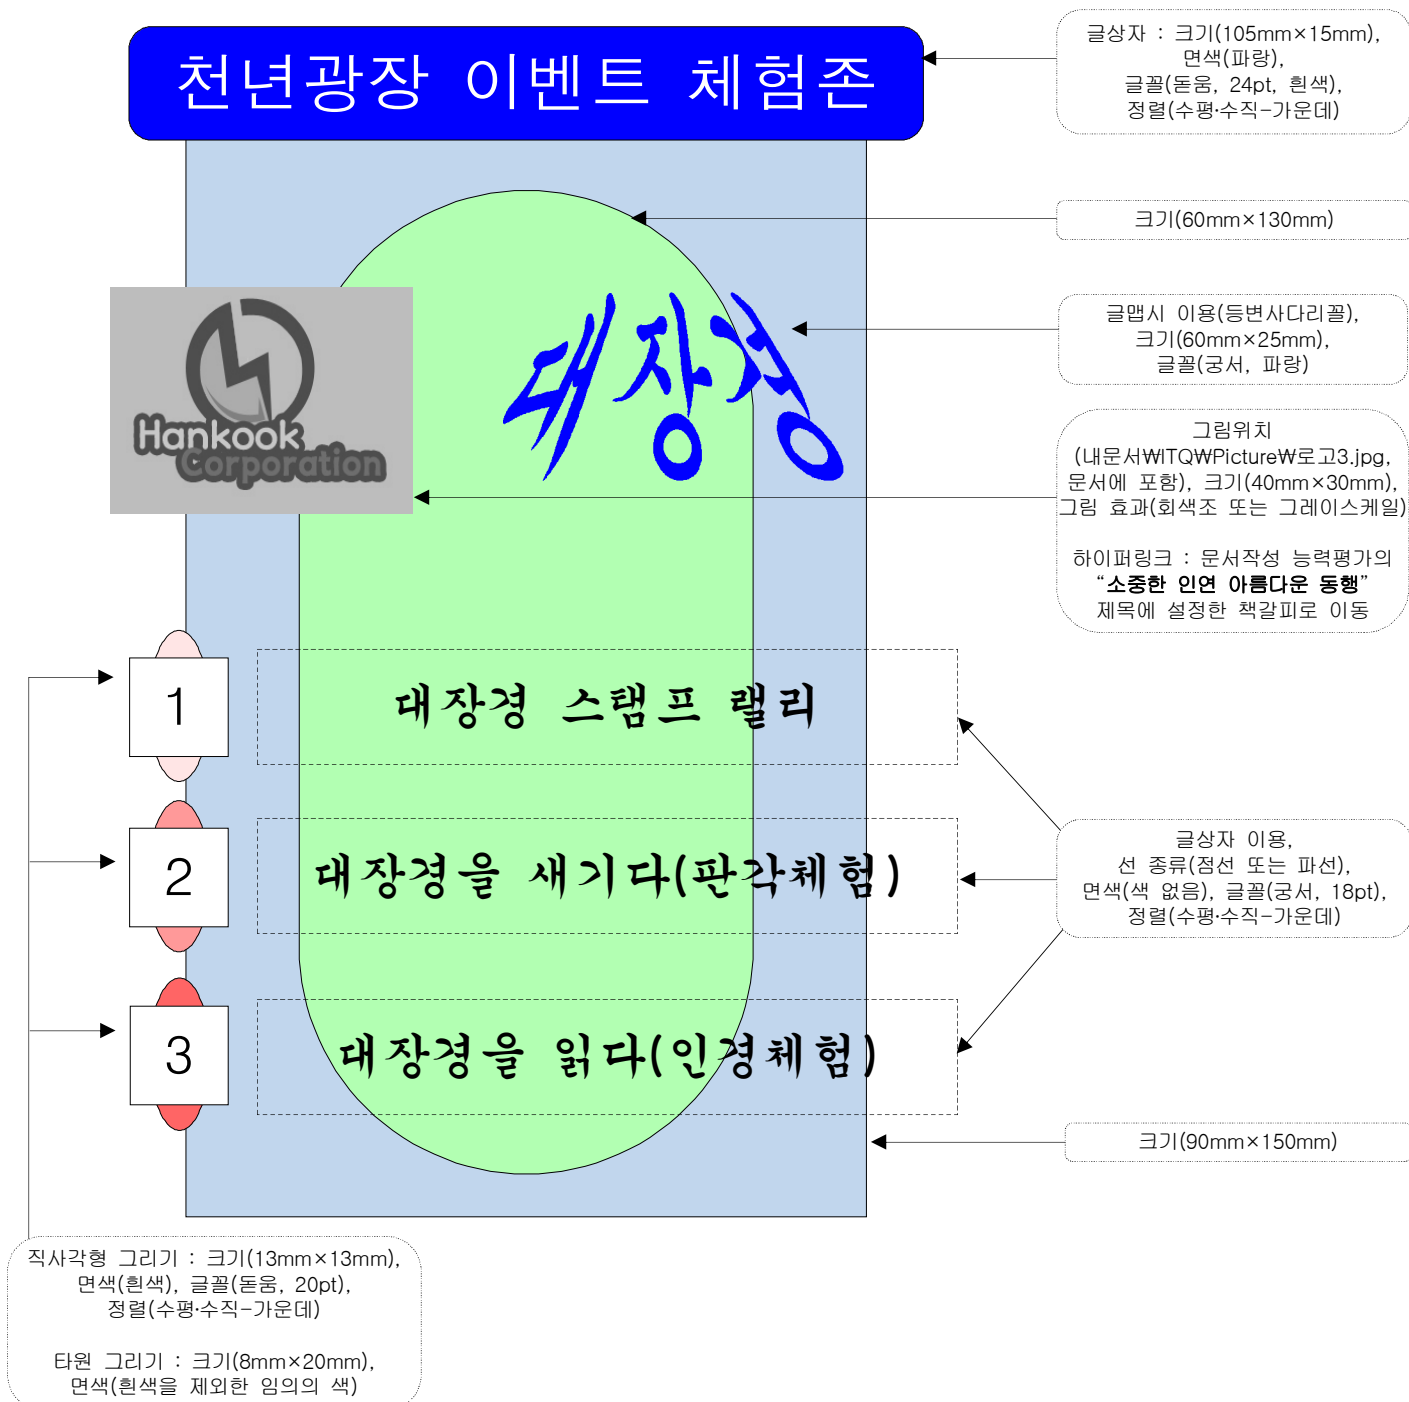 천년광장 이벤트 체험존
글상자 : 크기(105mm×15mm),
면색(파랑),
글꼴(돋움, 24pt, 흰색),
정렬(수평·수직-가운데)
크기(60mm×130mm)
대장경
글맵시 이용(등변사다리꼴),
크기(60mm×25mm),
글꼴(궁서, 파랑)
Hankook
Corporation
그림위치
(내문서₩ITQ₩Picture₩로고3.jpg,
문서에 포함), 크기(40mm×30mm),
그림 효과(회색조 또는 그레이스케일)
하이퍼링크 : 문서작성 능력평가의
“소중한 인연 아름다운 동행”
제목에 설정한 책갈피로 이동
1
대장경 스탬프 랠리
2
대장경을 새기다(판각체험)
글상자 이용,
선 종류(점선 또는 파선),
면색(색 없음), 글꼴(궁서, 18pt),
정렬(수평·수직-가운데)
3
대장경을 읽다(인경체험)
크기(90mm×150mm)
직사각형 그리기 : 크기(13mm×13mm),
면색(흰색), 글꼴(돋움, 20pt),
정렬(수평·수직-가운데)
타원 그리기 : 크기(8mm×20mm),
면색(흰색을 제외한 임의의 색)